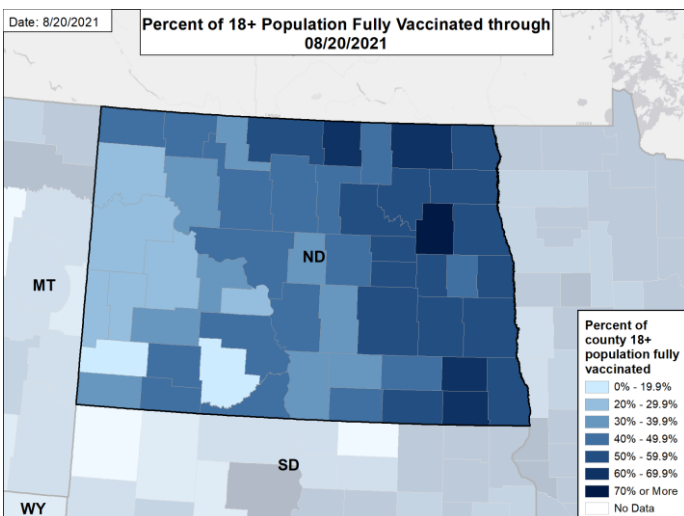 Date: 8/20/2021
Percent of 18+ Population Fully Vaccinated through
08/20/2021
ND
MT
SD
WY
Percent of
county 18+
population fully
vaccinated
0% - 19.9%
20% - 29.9%
30% - 39.9%
40% - 49.9%
50% - 59.9%
60% - 69.9%
70% or More
No Data